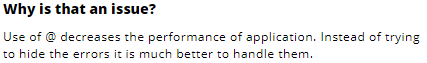 Why is that an issue?
Use of @ decreases the performance of application. Instead of trying
to hide the errors it is much better to handle them.